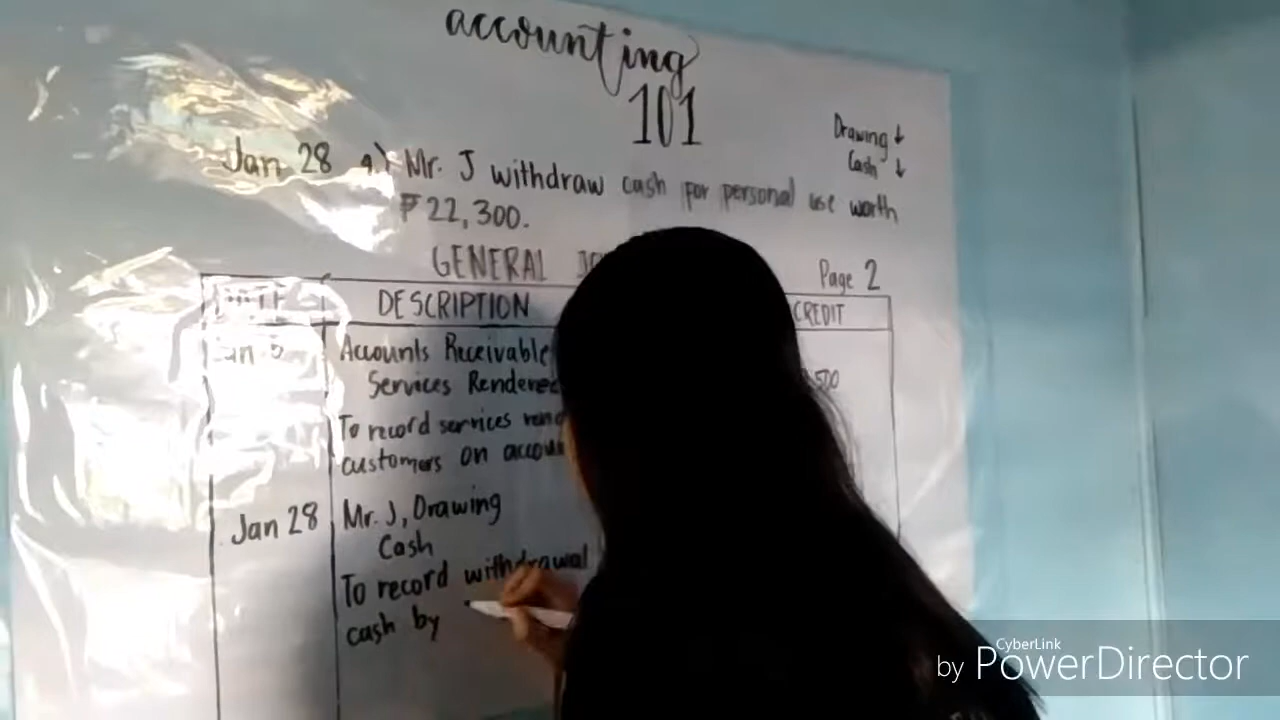 accounting
101
Drawing ↓
Cash ↓
Jan 28 a) Mr. J withdraw cash for personal use worth
₱22,300.
GENERAL
Page 2
DESCRIPTION
CREDIT
Accounts Receivable
Services Rendered
To record services
customers on
Jan 28 Mr. J, Drawing
Cash
To record withdrawal
cash by
CyberLink
by PowerDirector